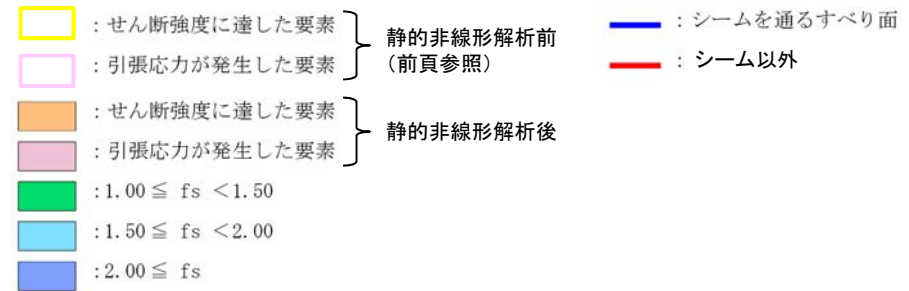 ：せん断強度に達した要素
：引張応力が発生した要素
静的非線形解析前
（前頁参照）
：せん断強度に達した要素
：引張応力が発生した要素
静的非線形解析後
:1.00≦ fs ＜1.50
:1.50≦ fs ＜2.00
:2.00≦ fs
：シームを通るすべり面
：シーム以外